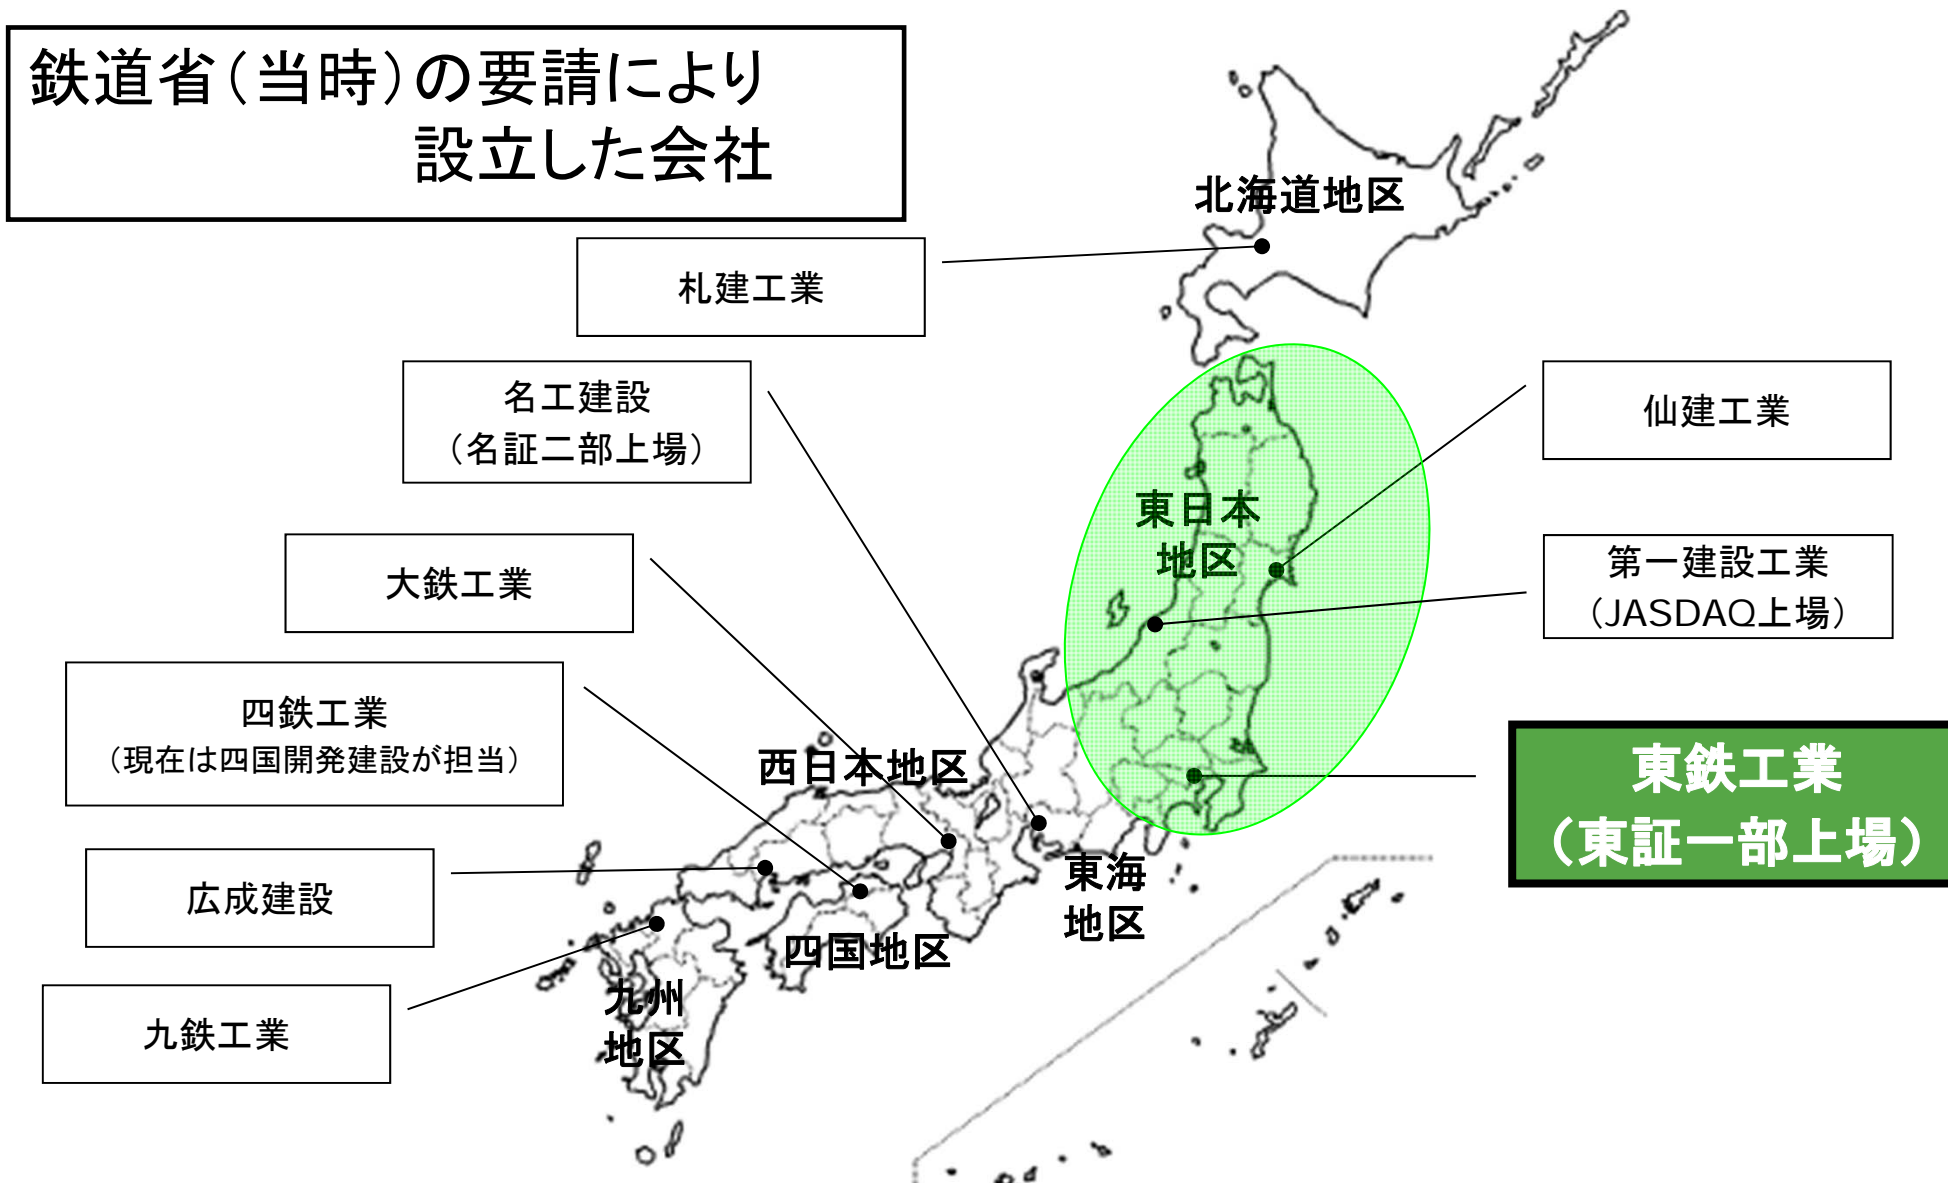 鉄道省（当時）の要請により
設立した会社
北海道地区
札建工業
名工建設
（名証二部上場）
仙建工業
東日本
地区
大鉄工業
第一建設工業
（JASDAQ上場）
四鉄工業
（現在は四国開発建設が担当）
西日本地区
東鉄工業
（東証一部上場）
広成建設
東海
地区
四国地区
九州
地区
九鉄工業